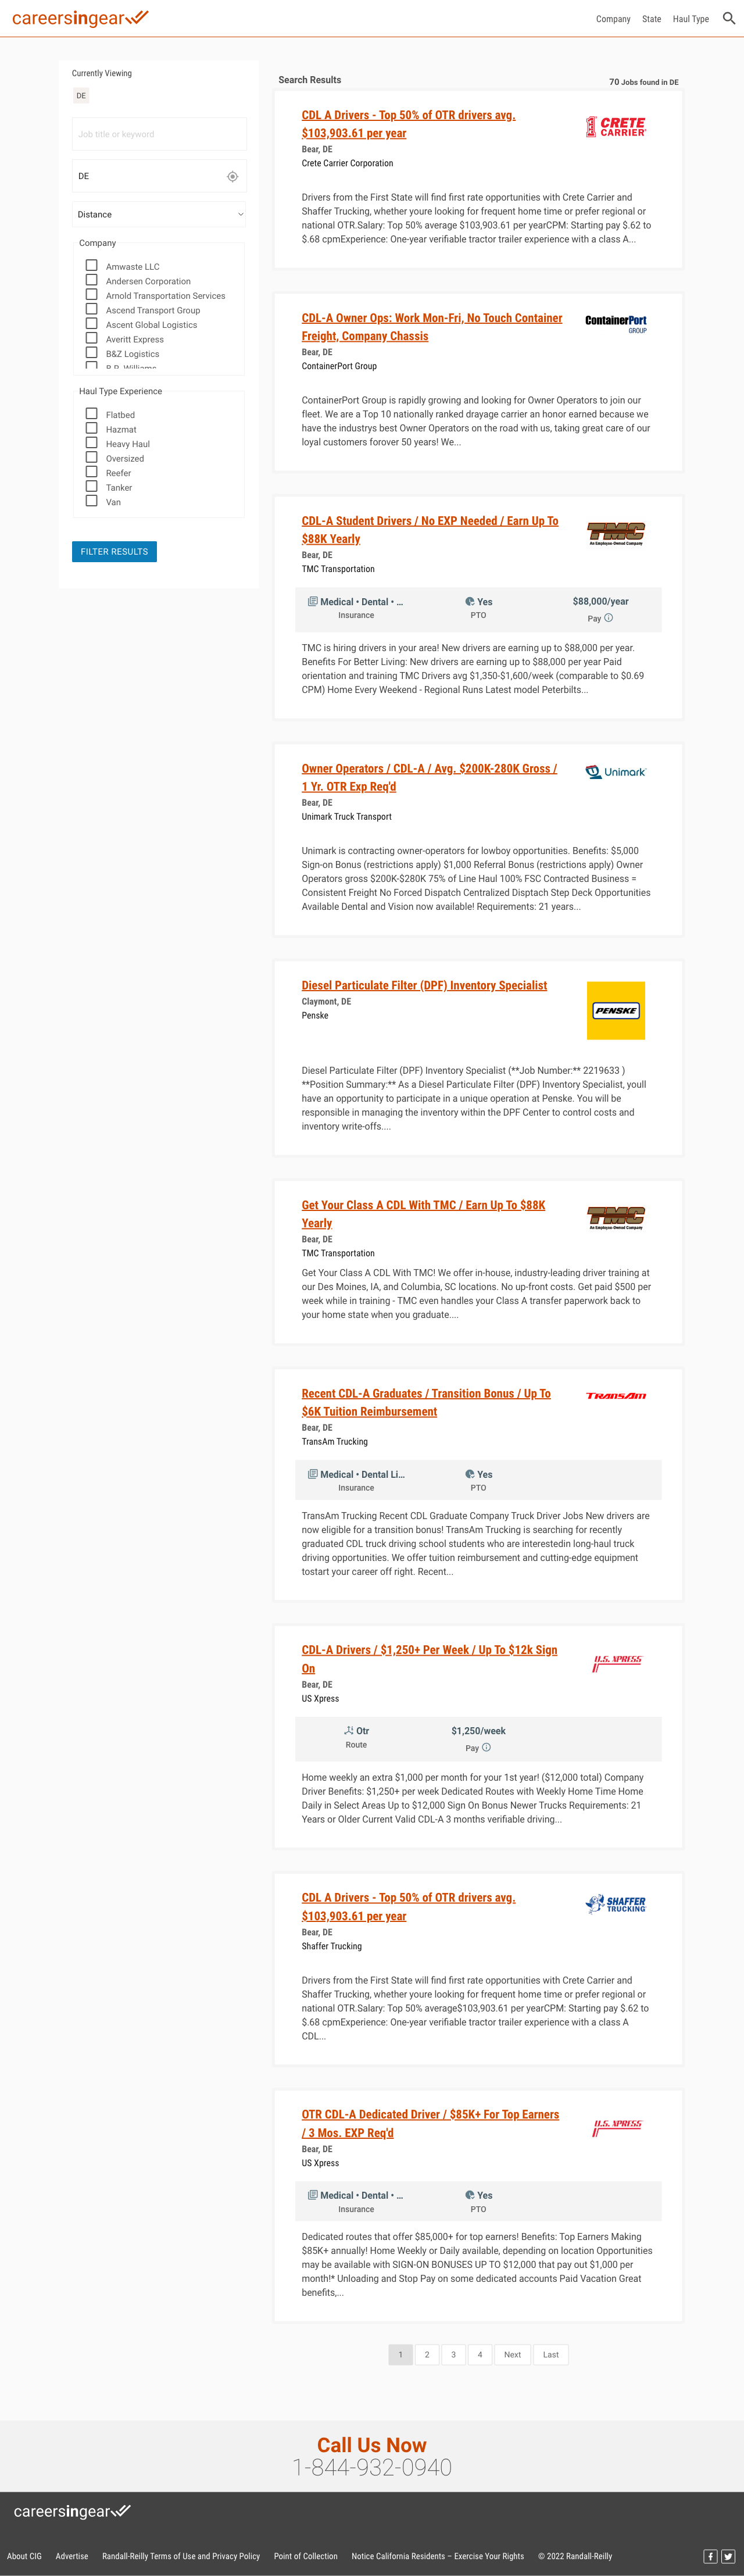 careersingear
Company State Haul Type
Currently Viewing
DE
Job title or keyword
DE
Distance
Company
Amwaste LLC
Andersen Corporation
Arnold Transportation Services
Ascend Transport Group
Ascent Global Logistics
Averitt Express
B&Z Logistics
B.R. Williams
Haul Type Experience
Flatbed
Hazmat
Heavy Haul
Oversized
Reefer
Tanker
Van
FILTER RESULTS
Search Results
70 Jobs found in DE
CDL A Drivers - Top 50% of OTR drivers avg.
$103,903.61 per year
Bear, DE
Crete Carrier Corporation
CRETE
CARRIER
Drivers from the First State will find first rate opportunities with Crete Carrier and
Shaffer Trucking, whether youre looking for frequent home time or prefer regional or
national OTR.Salary: Top 50% average $103,903.61 per yearCPM: Starting pay $.62 to
$.68 cpmExperience: One-year verifiable tractor trailer experience with a class A...
CDL-A Owner Ops: Work Mon-Fri, No Touch Container
Freight, Company Chassis
Bear, DE
ContainerPort Group
ContainerPort
GROUP
ContainerPort Group is rapidly growing and looking for Owner Operators to join our
fleet. We are a Top 10 nationally ranked drayage carrier an honor earned because we
have the industrys best Owner Operators on the road with us, taking great care of our
loyal customers forover 50 years! We...
CDL-A Student Drivers / No EXP Needed / Earn Up To
$88K Yearly
Bear, DE
TMC Transportation
TMC
An Employee-Owned Company
Medical • Dental • ...
Insurance
Yes
PTO
$88,000/year
Pay
TMC is hiring drivers in your area! New drivers are earning up to $88,000 per year.
Benefits For Better Living: New drivers are earning up to $88,000 per year Paid
orientation and training TMC Drivers avg $1,350-$1,600/week (comparable to $0.69
CPM) Home Every Weekend - Regional Runs Latest model Peterbilts...
Owner Operators / CDL-A / Avg. $200K-280K Gross /
1 Yr. OTR Exp Req'd
Bear, DE
Unimark Truck Transport
Unimark
Unimark is contracting owner-operators for lowboy opportunities. Benefits: $5,000
Sign-on Bonus (restrictions apply) $1,000 Referral Bonus (restrictions apply) Owner
Operators gross $200K-$280K 75% of Line Haul 100% FSC Contracted Business =
Consistent Freight No Forced Dispatch Centralized Disptach Step Deck Opportunities
Available Dental and Vision now available! Requirements: 21 years...
Diesel Particulate Filter (DPF) Inventory Specialist
Claymont, DE
Penske
PENSKE
Diesel Particulate Filter (DPF) Inventory Specialist (**Job Number:** 2219633 )
**Position Summary:** As a Diesel Particulate Filter (DPF) Inventory Specialist, youll
have an opportunity to participate in a unique operation at Penske. You will be
responsible in managing the inventory within the DPF Center to control costs and
inventory write-offs....
Get Your Class A CDL With TMC / Earn Up To $88K
Yearly
Bear, DE
TMC Transportation
TMC
An Employee-Owned Company
Get Your Class A CDL With TMC! We offer in-house, industry-leading driver training at
our Des Moines, IA, and Columbia, SC locations. No up-front costs. Get paid $500 per
week while in training - TMC even handles your Class A transfer paperwork back to
your home state when you graduate....
Recent CDL-A Graduates / Transition Bonus / Up To
$6K Tuition Reimbursement
Bear, DE
TransAm Trucking
TRANSAM
Medical • Dental Li...
Insurance
Yes
PTO
TransAm Trucking Recent CDL Graduate Company Truck Driver Jobs New drivers are
now eligible for a transition bonus! TransAm Trucking is searching for recently
graduated CDL truck driving school students who are interestedin long-haul truck
driving opportunities. We offer tuition reimbursement and cutting-edge equipment
tostart your career off right. Recent...
CDL-A Drivers / $1,250+ Per Week / Up To $12k Sign
On
Bear, DE
US Xpress
U.S. XPRESS
Otr
Route
$1,250/week
Pay
Home weekly an extra $1,000 per month for your 1st year! ($12,000 total) Company
Driver Benefits: $1,250+ per week Dedicated Routes with Weekly Home Time Home
Daily in Select Areas Up to $12,000 Sign On Bonus Newer Trucks Requirements: 21
Years or Older Current Valid CDL-A 3 months verifiable driving...
CDL A Drivers - Top 50% of OTR drivers avg.
$103,903.61 per year
Bear, DE
Shaffer Trucking
SHAFFER
TRUCKING
Drivers from the First State will find first rate opportunities with Crete Carrier and
Shaffer Trucking, whether youre looking for frequent home time or prefer regional or
national OTR.Salary: Top 50% average$103,903.61 per yearCPM: Starting pay $.62 to
$.68 cpmExperience: One-year verifiable tractor trailer experience with a class A
CDL...
OTR CDL-A Dedicated Driver / $85K+ For Top Earners
/ 3 Mos. EXP Req'd
Bear, DE
US Xpress
U.S. XPRESS
Medical • Dental • ...
Insurance
Yes
PTO
Dedicated routes that offer $85,000+ for top earners! Benefits: Top Earners Making
$85K+ annually! Home Weekly or Daily available, depending on location Opportunities
may be available with SIGN-ON BONUSES UP TO $12,000 that pay out $1,000 per
month!* Unloading and Stop Pay on some dedicated accounts Paid Vacation Great
benefits,...
1 2 3 4 Next Last
Call Us Now
1-844-932-0940
careersingear
About CIG Advertise Randall-Reilly Terms of Use and Privacy Policy Point of Collection Notice California Residents – Exercise Your Rights © 2022 Randall-Reilly